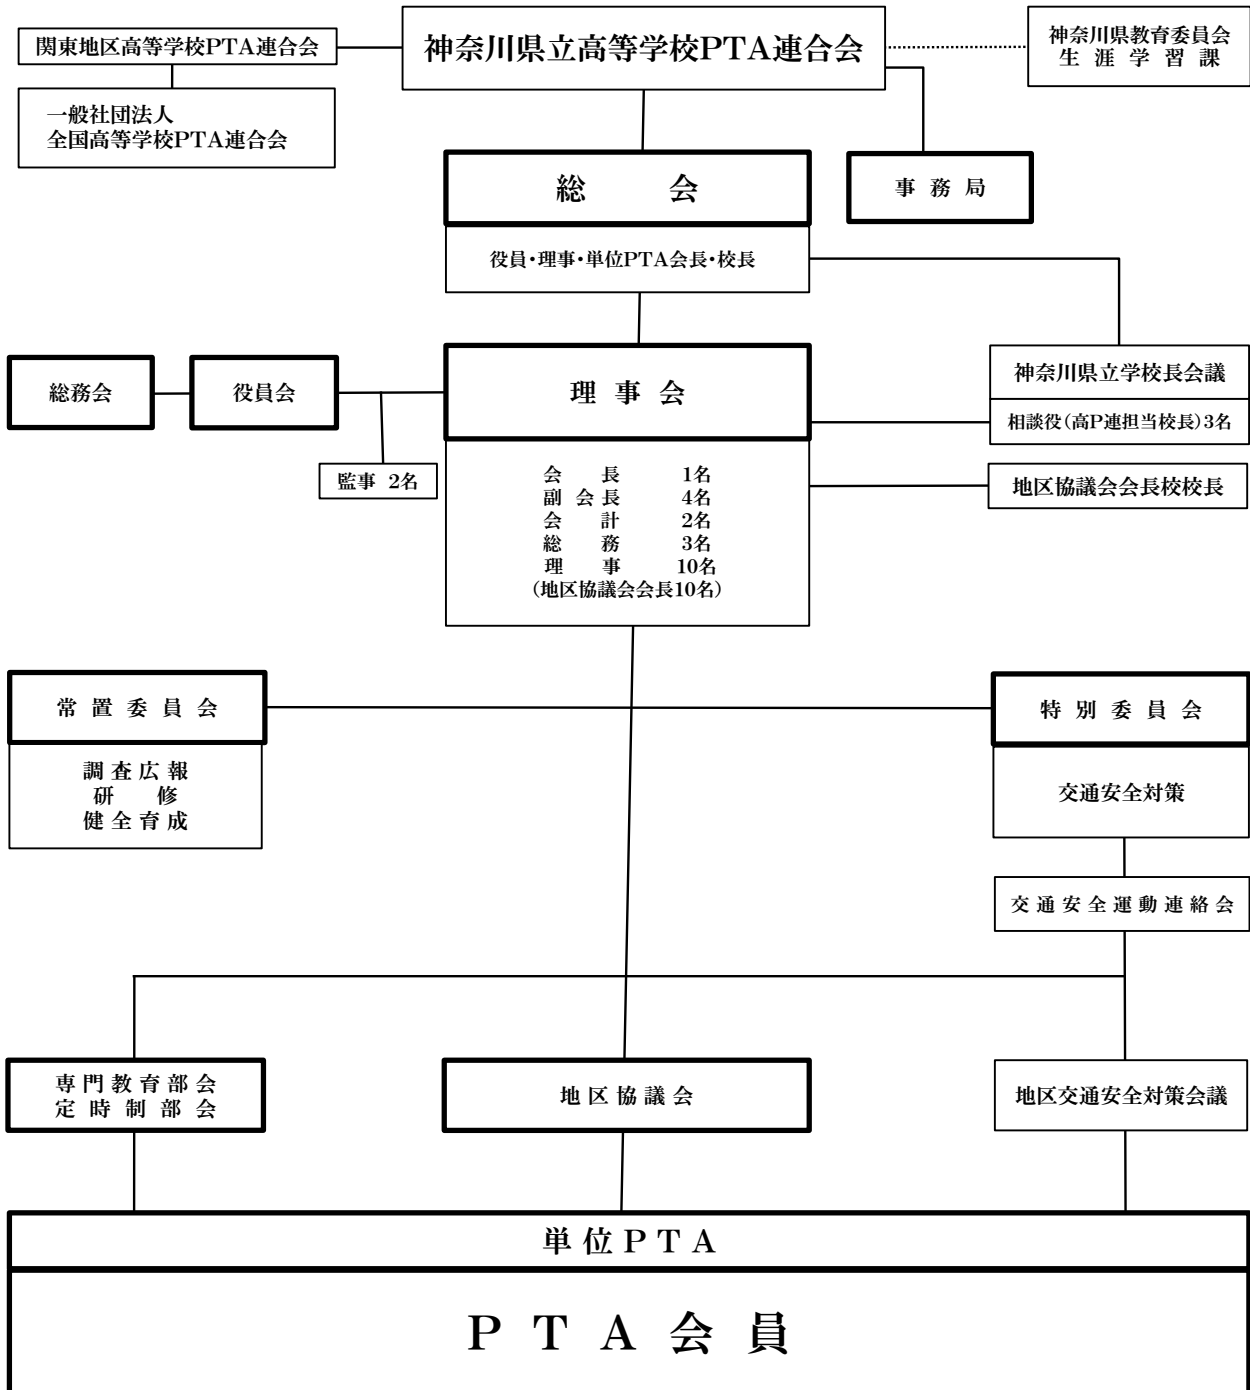 関東地区高等学校PTA連合会
神奈川県立高等学校PTA連合会
神奈川県教育委員会
生涯学習課
一般社団法人
全国高等学校PTA連合会
総会
事務局
役員・理事・単位PTA会長・校長
総務会
役員会
理事会
神奈川県立学校長会議
相談役(高P連担当校長)3名
監事 2名
会長 1名
副会長 4名
会計 2名
総務 3名
理事 10名
(地区協議会会長10名)
地区協議会会長校校長
常置委員会
特別委員会
調査広報
研修
健全育成
交通安全対策
交通安全運動連絡会
専門教育部会
定時制部会
地区協議会
地区交通安全対策会議
単位PTA
PTA会員